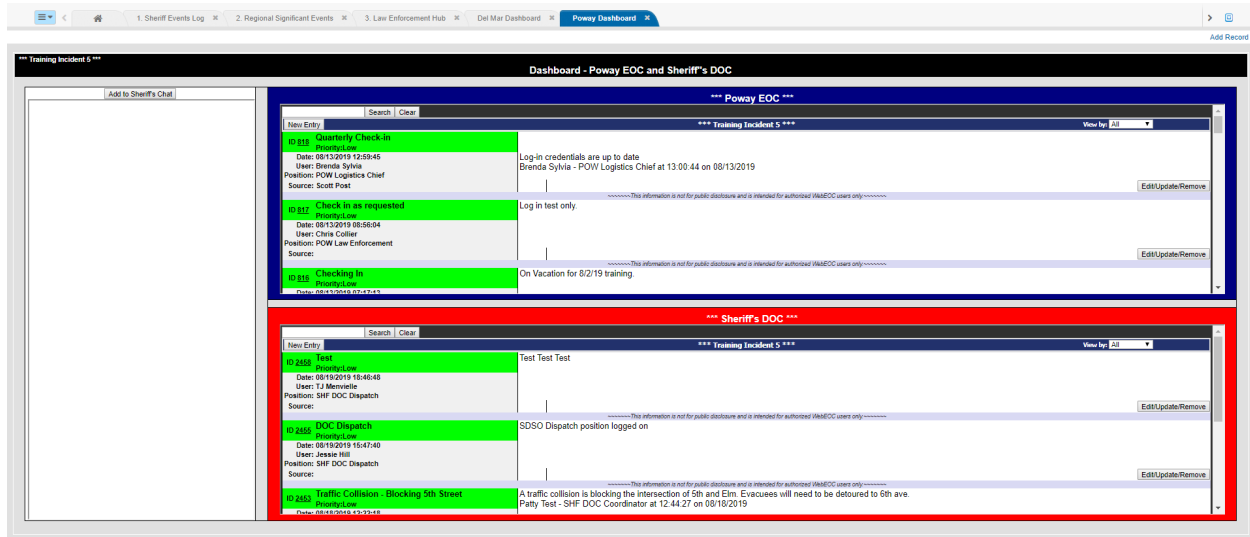 1. Sheriff Events Log ✕ 2. Regional Significant Events ✕ 3. Law Enforcement Hub ✕ Del Mar Dashboard ✕ Poway Dashboard ✕
Add Record
*** Training Incident 5 ***
Dashboard - Poway EOC and Sheriff"s DOC
Add to Sheriff's Chat
*** Poway EOC ***
Search Clear
New Entry *** Training Incident 5 *** View by: All
ID 818 Quarterly Check-in
Priority:Low
Date: 08/13/2019 12:59:45
User: Brenda Sylvia
Position: POW Logistics Chief
Source: Scott Post
Log-in credentials are up to date
Brenda Sylvia - POW Logistics Chief at 13:00:44 on 08/13/2019
Edit/Update/Remove
~~~~~~~This information is not for public disclosure and is intended for authorized WebEOC users only.~~~~~~~
ID 817 Check in as requested
Priority:Low
Date: 08/13/2019 08:56:04
User: Chris Collier
Position: POW Law Enforcement
Source:
Log in test only.
Edit/Update/Remove
~~~~~~~This information is not for public disclosure and is intended for authorized WebEOC users only.~~~~~~~
ID 816 Checking In
Priority:Low
Date: 08/13/2019 07:17:13
On Vacation for 8/2/19 training.
*** Sheriff's DOC ***
Search Clear
New Entry *** Training Incident 5 *** View by: All
ID 2458 Test
Priority:Low
Date: 08/19/2019 18:46:48
User: TJ Menvielle
Position: SHF DOC Dispatch
Source:
Test Test Test
Edit/Update/Remove
~~~~~~~This information is not for public disclosure and is intended for authorized WebEOC users only.~~~~~~~
ID 2455 DOC Dispatch
Priority:Low
Date: 08/19/2019 15:47:40
User: Jessie Hill
Position: SHF DOC Dispatch
Source:
SDSO Dispatch position logged on
Edit/Update/Remove
~~~~~~~This information is not for public disclosure and is intended for authorized WebEOC users only.~~~~~~~
ID 2453 Traffic Collision - Blocking 5th Street
Priority:Low
Date: 08/18/2019
A traffic collision is blocking the intersection of 5th and Elm. Evacuees will need to be detoured to 6th ave.
Patty Test - SHF DOC Coordinator at 12:44:27 on 08/18/2019